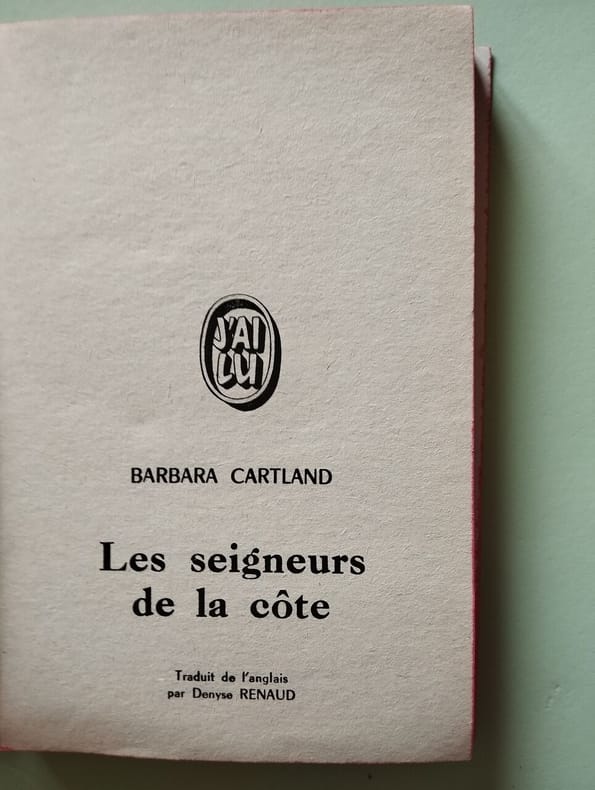 J'AI
LU
BARBARA CARTLAND
Les seigneurs
de la côte
Traduit de l'anglais
par Denyse RENAUD